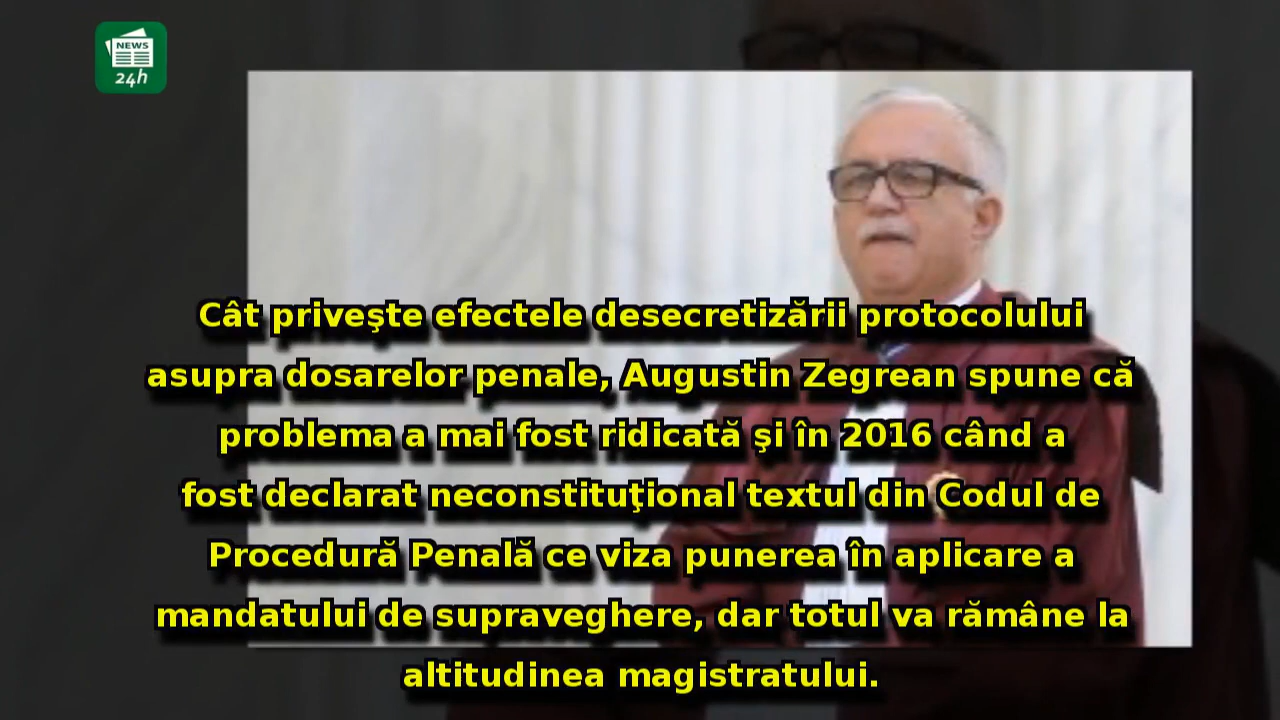 NEWS
24h
Cât priveşte efectele desecretizării protocolului
asupra dosarelor penale, Augustin Zegrean spune că
problema a mai fost ridicată şi în 2016 când a
fost declarat neconstituţional textul din Codul de
Procedură Penală ce viza punerea în aplicare a
mandatului de supraveghere, dar totul va rămâne la
altitudinea magistratului.